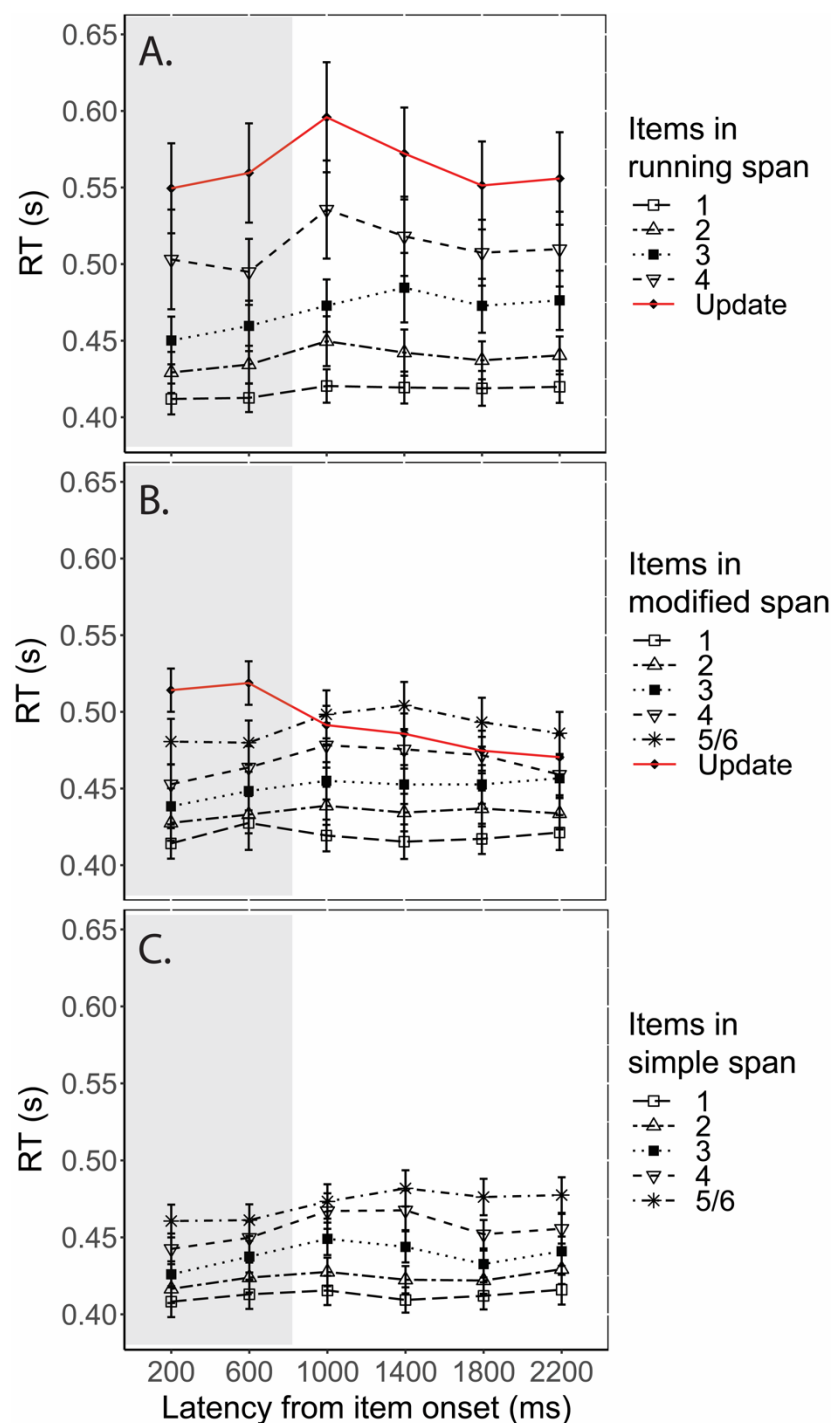 A.
0.65
0.60
0.55
0.50
0.45
0.40
RT (s)
Items in
running span
1
2
3
4
Update
B.
0.65
0.60
0.55
0.50
0.45
0.40
RT (s)
Items in
modified span
1
2
3
4
5/6
Update
C.
0.65
0.60
0.55
0.50
0.45
0.40
RT (s)
Items in
simple span
1
2
3
4
5/6
200 600 1000 1400 1800 2200
Latency from item onset (ms)